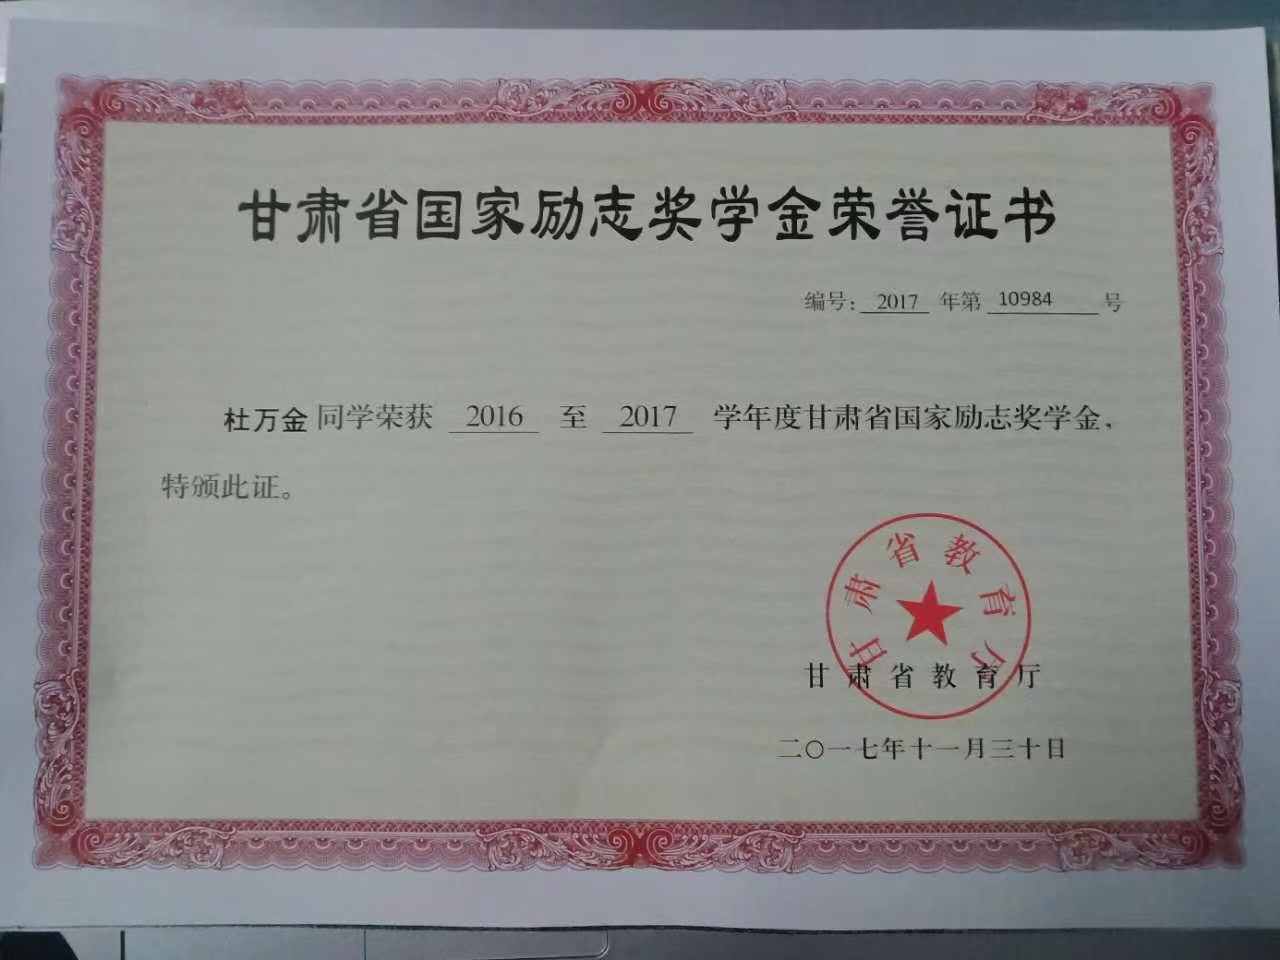 甘肃省国家励志奖学金荣誉证书
编号: 2017 年第 10984 号
杜万金 同学荣获 2016 至 2017 学年度甘肃省国家励志奖学金,
特颁此证。
甘肃省教育厅
甘肃省教育厅
二〇一七年十一月三十日